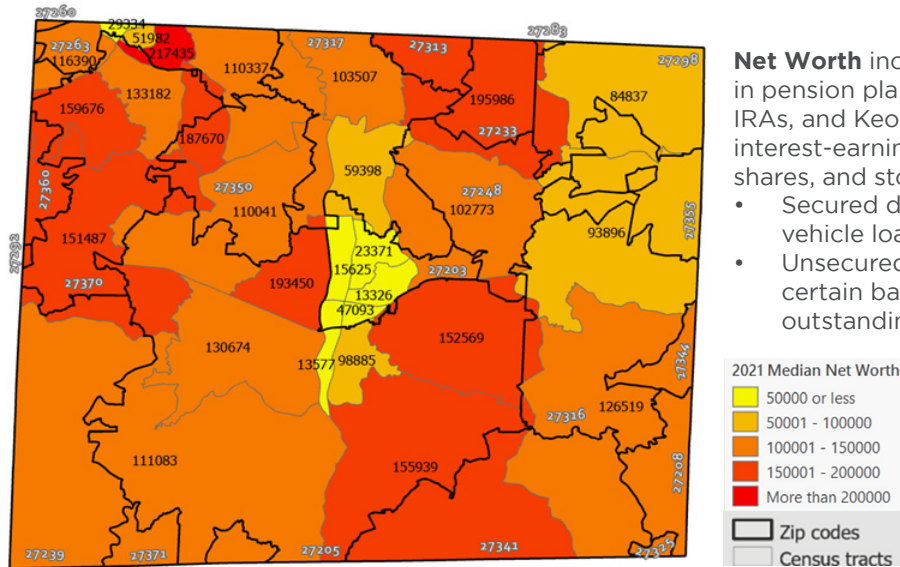 27260
29334
27283
51982
27263
217435
116390
27317
27313
27298
110337
103507
133182
195986
84837
159676
187670
27233
59398
27360
27350
27248
110041
102773
27355
93896
151487
23371
27292
15625
27203
193450
13326
27370
47093
130674
152569
13577
98885
27344
126519
27316
111083
155939
27208
27239
27371
27205
27341
27325
Net Worth inc
in pension pla
IRAs, and Keo
interest-earnin
shares, and sto
• Secured d
vehicle loa
• Unsecured
certain ba
outstandin
2021 Median Net Worth
50000 or less
50001 - 100000
100001 - 150000
150001 - 200000
More than 200000
Zip codes
Census tracts